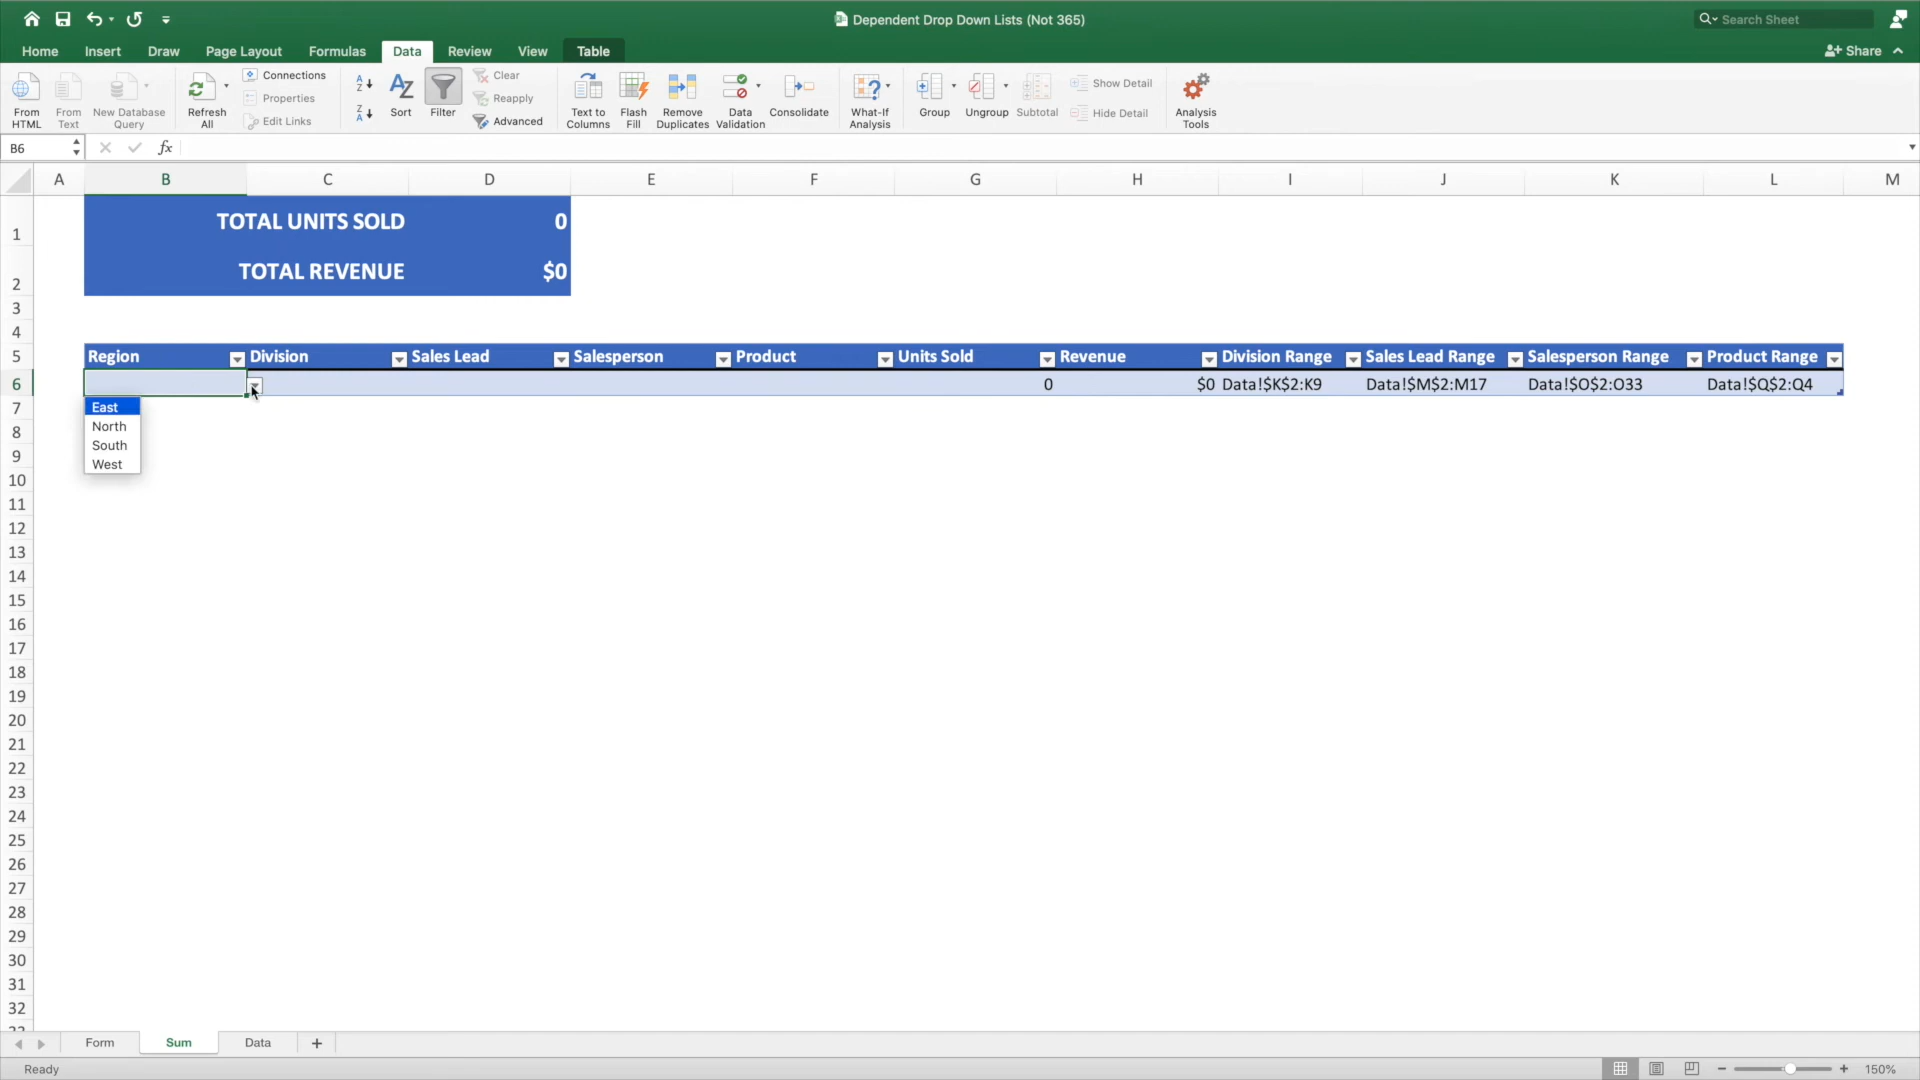 Dependent Drop Down Lists (Not 365)
Search Sheet
Home Insert Draw Page Layout Formulas Data Review View Table
Share
From HTML
From Text
New Database Query
Refresh All
Connections
Properties
Edit Links
A Z
Z A
AZ
Sort
Filter
Clear
Reapply
Advanced
Text to Columns
Flash Fill
Remove Duplicates
Data Validation
Consolidate
What-If Analysis
Group
Ungroup
Subtotal
Show Detail
Hide Detail
Analysis Tools
B6
fx
A B C D E F G H I J K L M
1 TOTAL UNITS SOLD 0
2 TOTAL REVENUE $0
3
4
5 Region Division Sales Lead Salesperson Product Units Sold Revenue Division Range Sales Lead Range Salesperson Range Product Range
6 0 $0 Data!$K$2:K9 Data!$M$2:M17 Data!$O$2:O33 Data!$Q$2:Q4
7 East
8 North
9 South
West
10
11
12
13
14
15
16
17
18
19
20
21
22
23
24
25
26
27
28
29
30
31
32
33
Form Sum Data +
Ready
150%